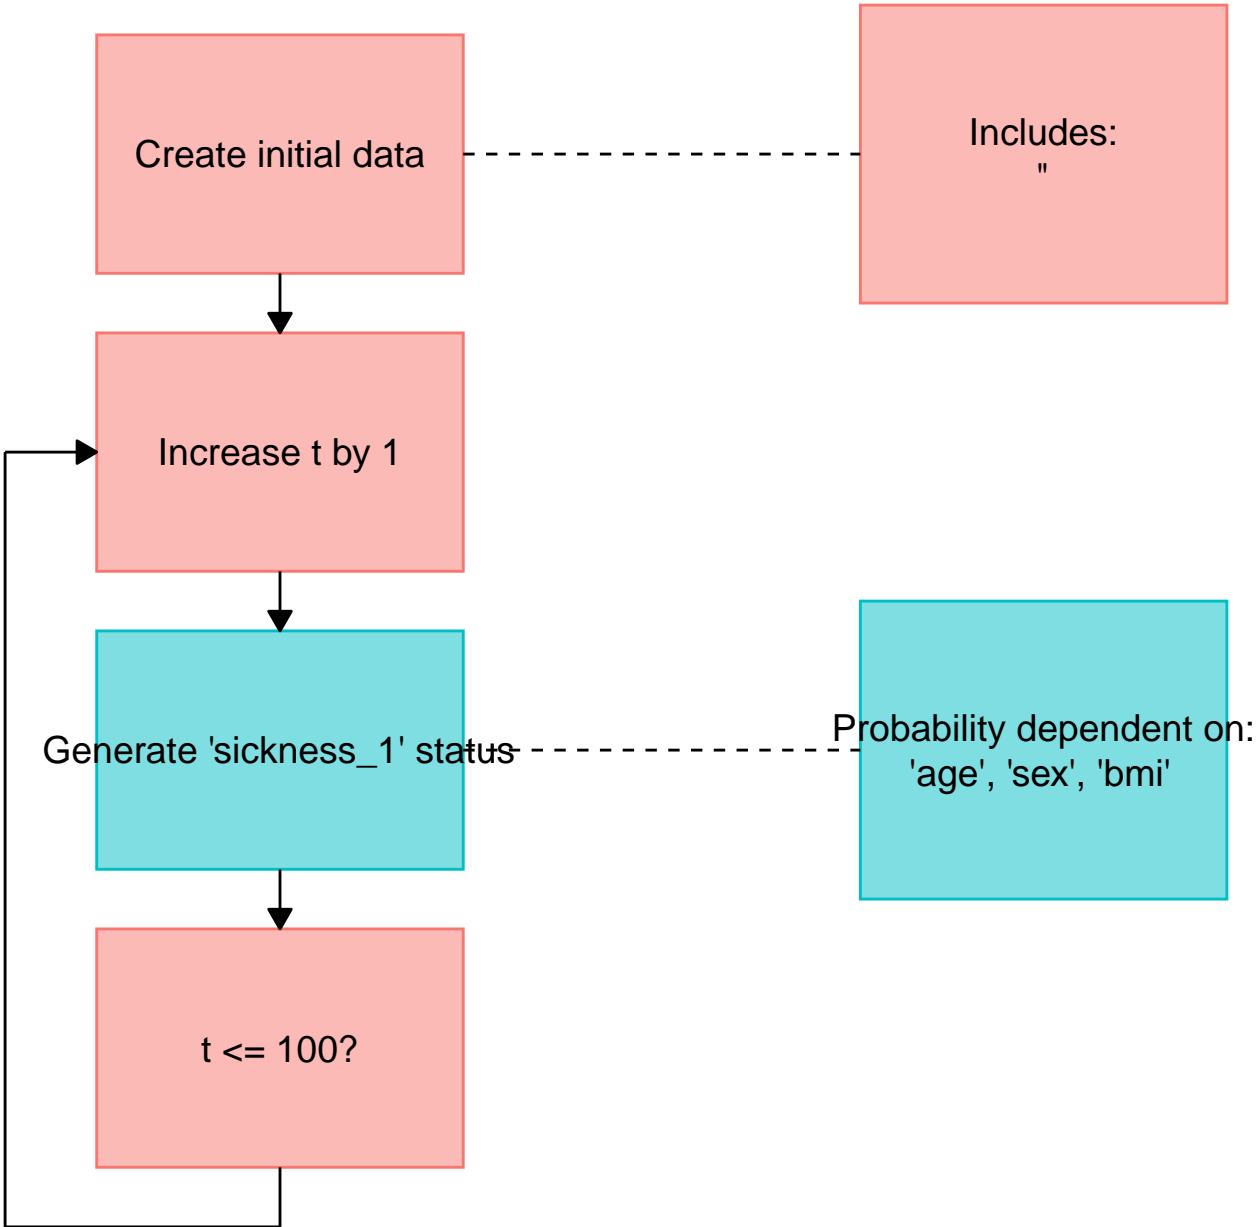 Create initial data
Includes:
''
Increase t by 1
Generate 'sickness_1' status
Probability dependent on:
'age', 'sex', 'bmi'
t <= 100?